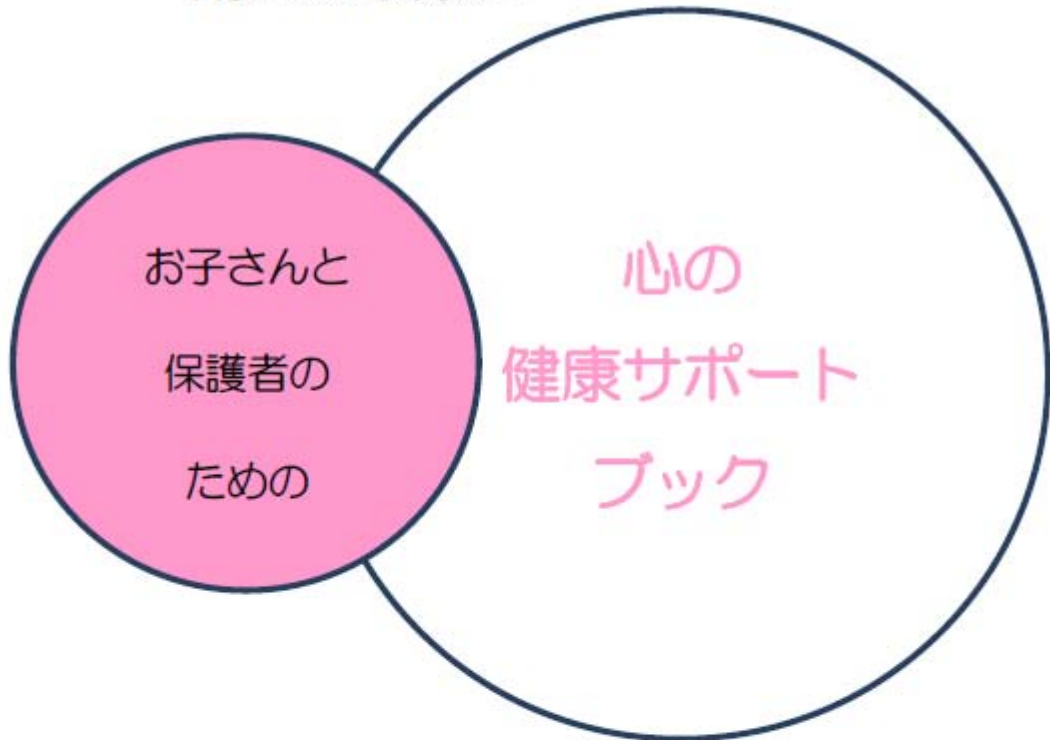 お子さんと
保護者の
ための
心の
健康サポート
ブック